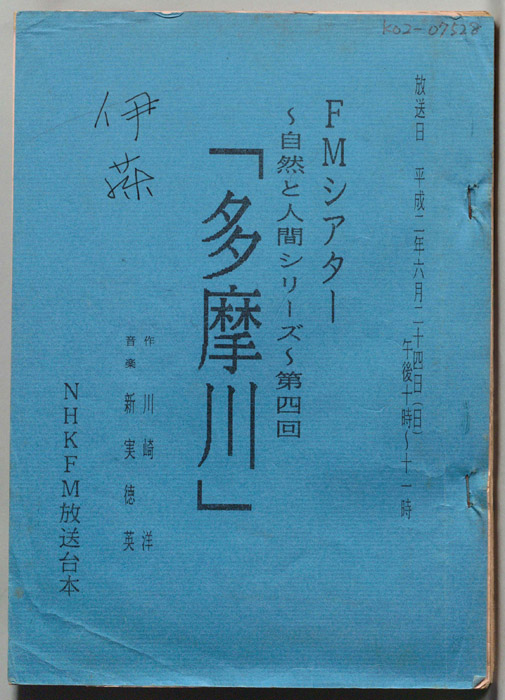 K02-07528
放送日　平成二年六月二十四日（日）
午後十時〜十一時
FMシアター
〜自然と人間シリーズ〜第四回
「多摩川」
作　川崎　洋
音楽　新実徳英
NHKFM放送台本
伊藤